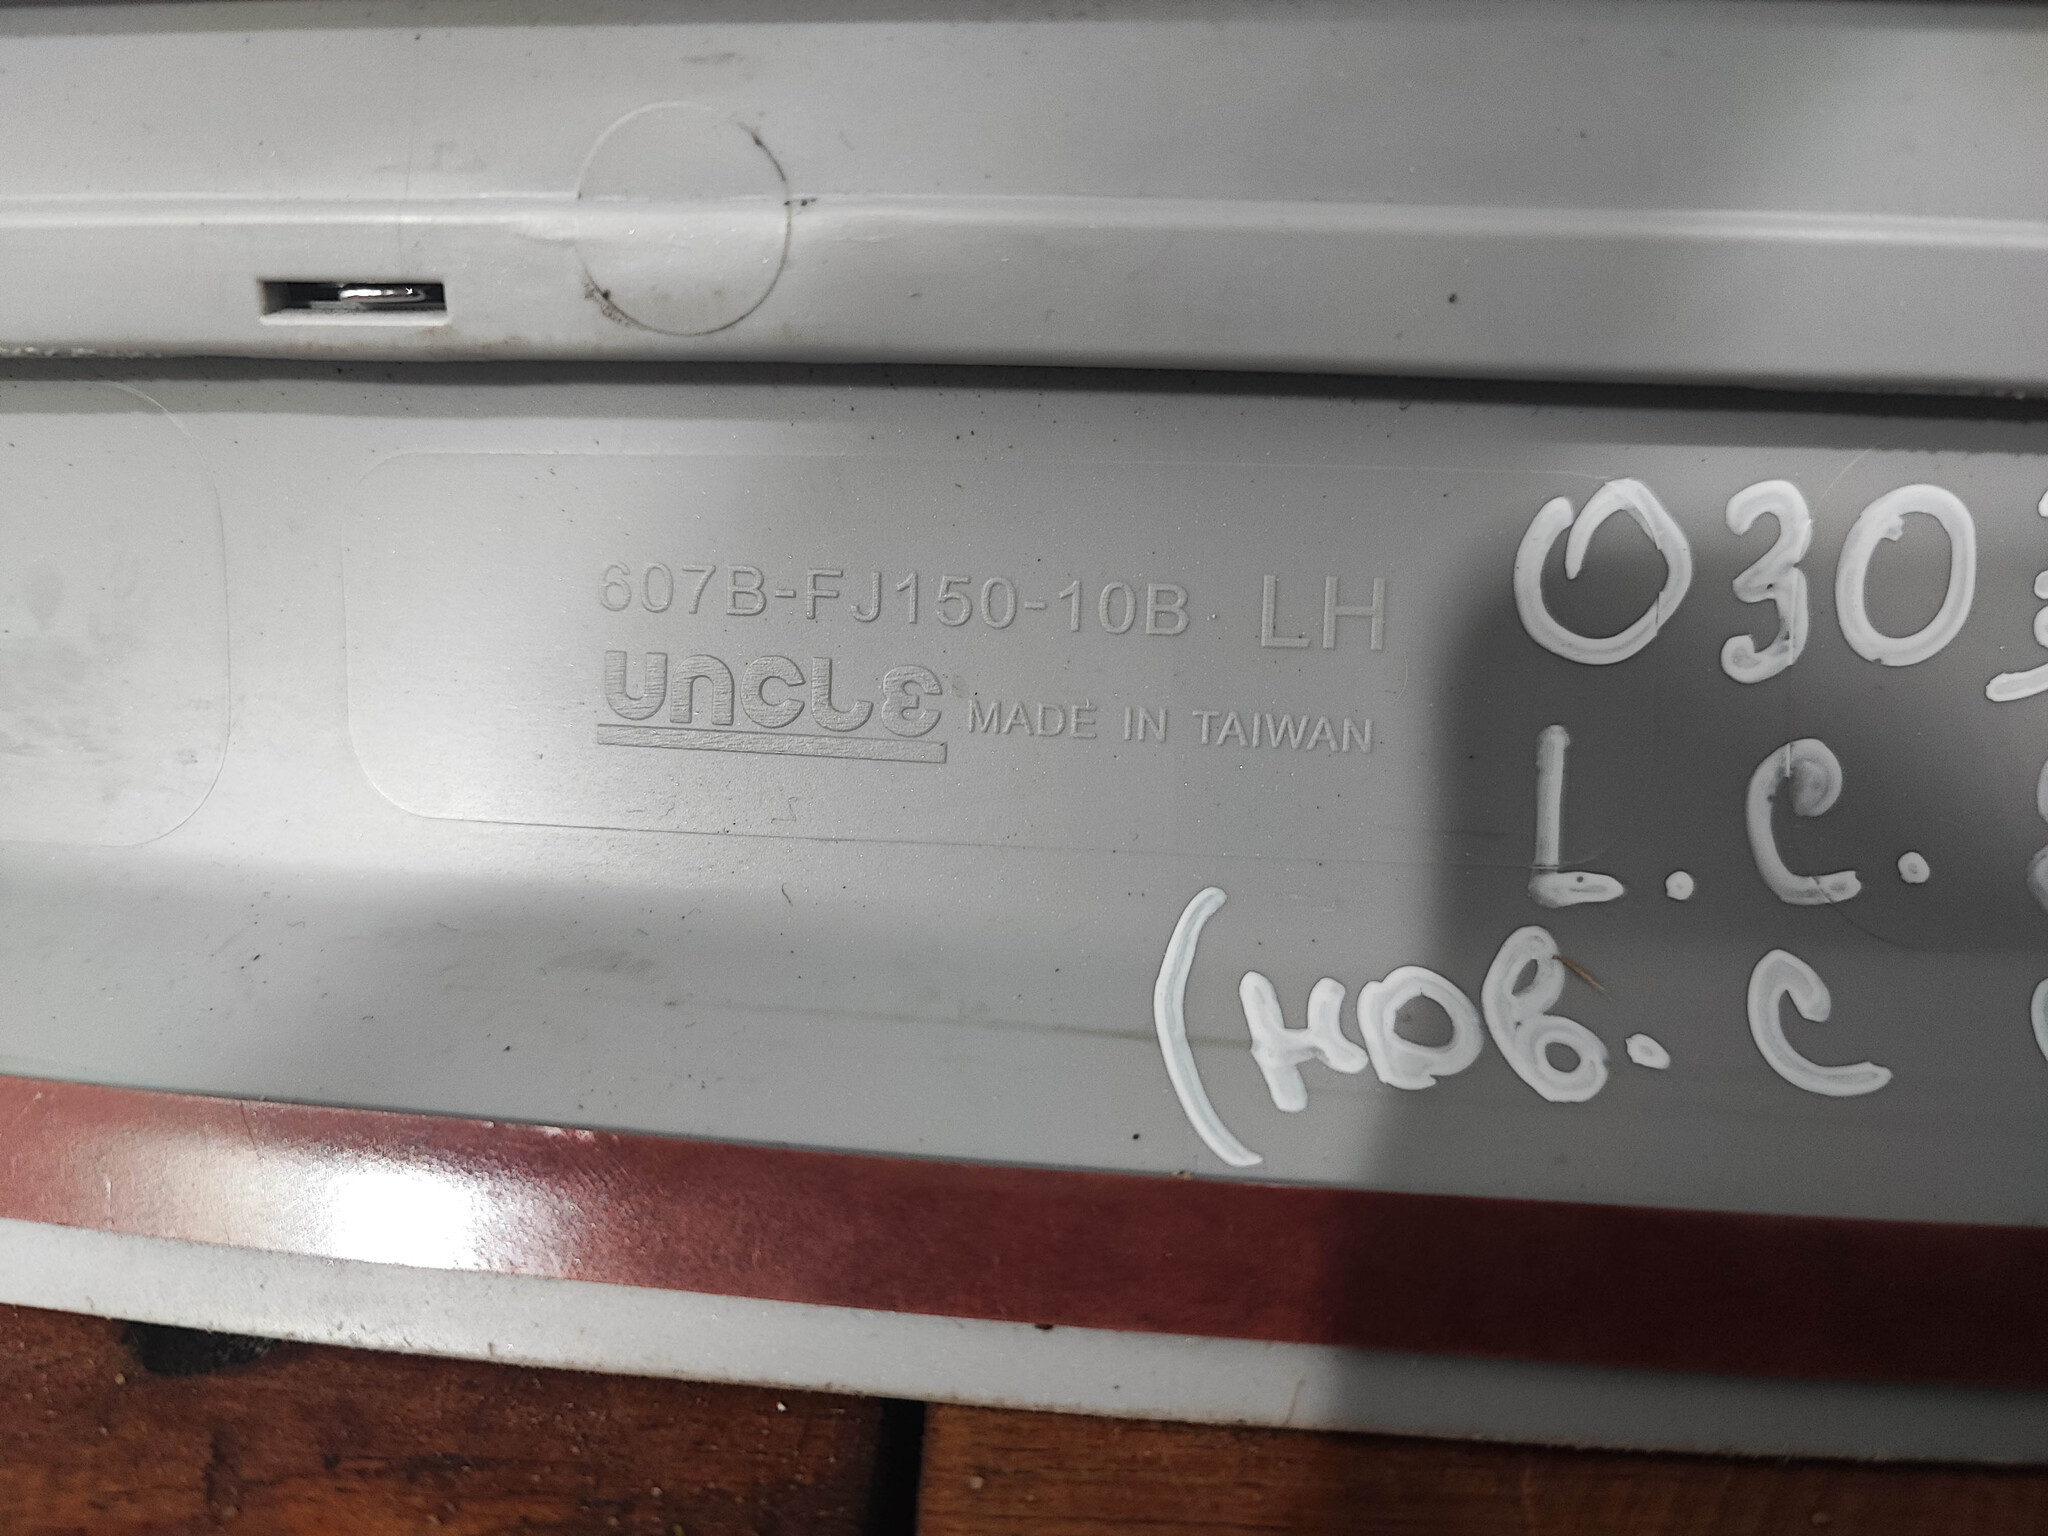 607B-FJ150-10B LH
UNCLE MADE IN TAIWAN
030
L.C.
(нов. с